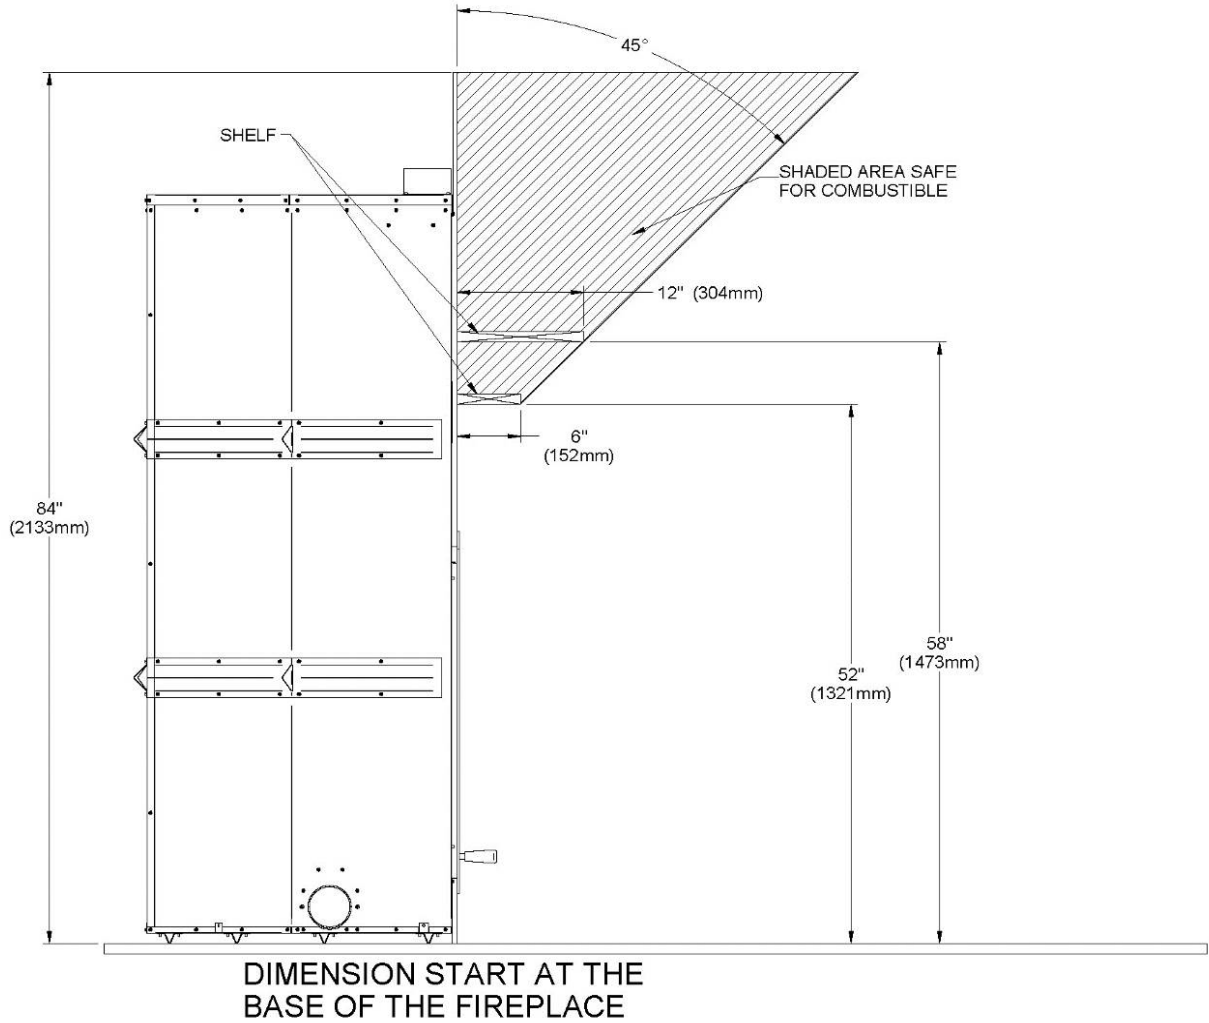 45°
SHELF
SHADED AREA SAFE
FOR COMBUSTIBLE
12" (304mm)
6"
(152mm)
84"
(2133mm)
58"
(1473mm)
52"
(1321mm)
DIMENSION START AT THE
BASE OF THE FIREPLACE